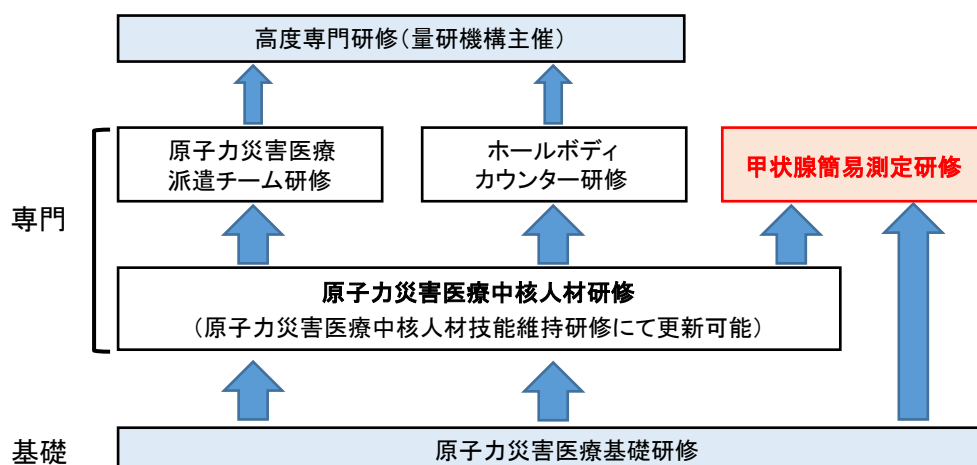 高度専門研修（量研機構主催）
原子力災害医療
派遣チーム研修
ホールボディ
カウンター研修
甲状腺簡易測定研修
専門
原子力災害医療中核人材研修
（原子力災害医療中核人材技能維持研修にて更新可能）
基礎
原子力災害医療基礎研修